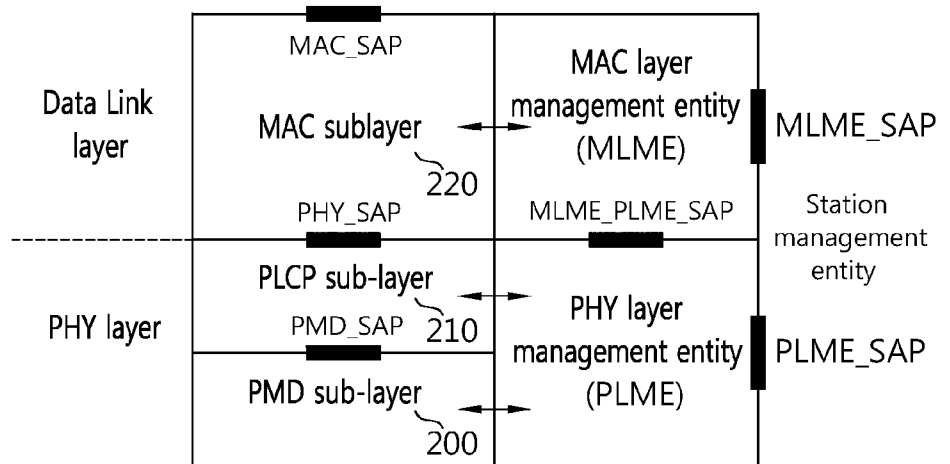 MAC_SAP
Data Link
layer
MAC sublayer
220
MAC layer
management entity
(MLME)
MLME_SAP
PHY_SAP
MLME_PLME_SAP
Station
management
entity
PHY layer
PLCP sub-layer
210
PMD_SAP
PHY layer
management entity
(PLME)
PLME_SAP
PMD sub-layer
200